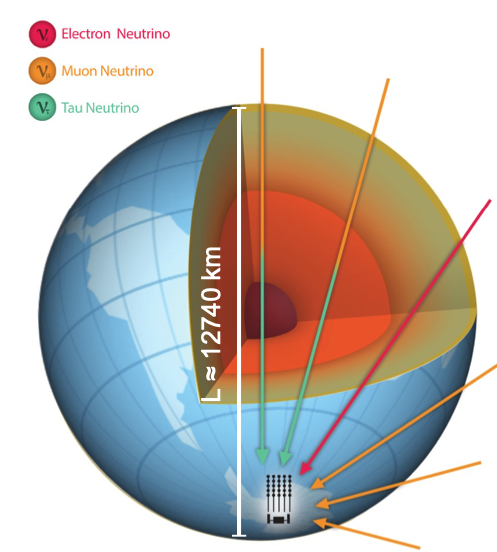 νe Electron Neutrino
νμ Muon Neutrino
ντ Tau Neutrino
L ≈ 12740 km